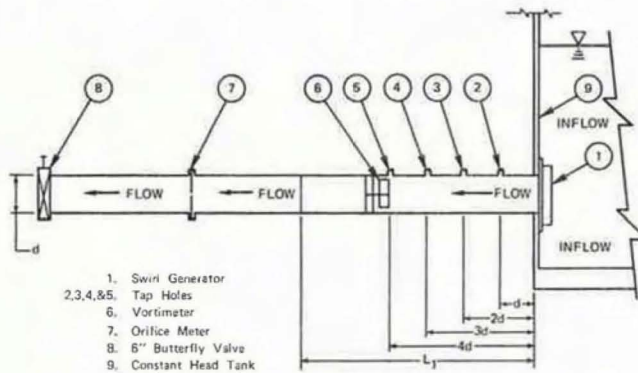 8
7
6
5
4
3
2
9
1
INFLOW
FLOW
FLOW
FLOW
FLOW
INFLOW
d
d
2d
3d
4d
L₁
1. Swirl Generator
2,3,4,&5. Tap Holes
6. Vortimeter
7. Orifice Meter
8. 6" Butterfly Valve
9. Constant Head Tank